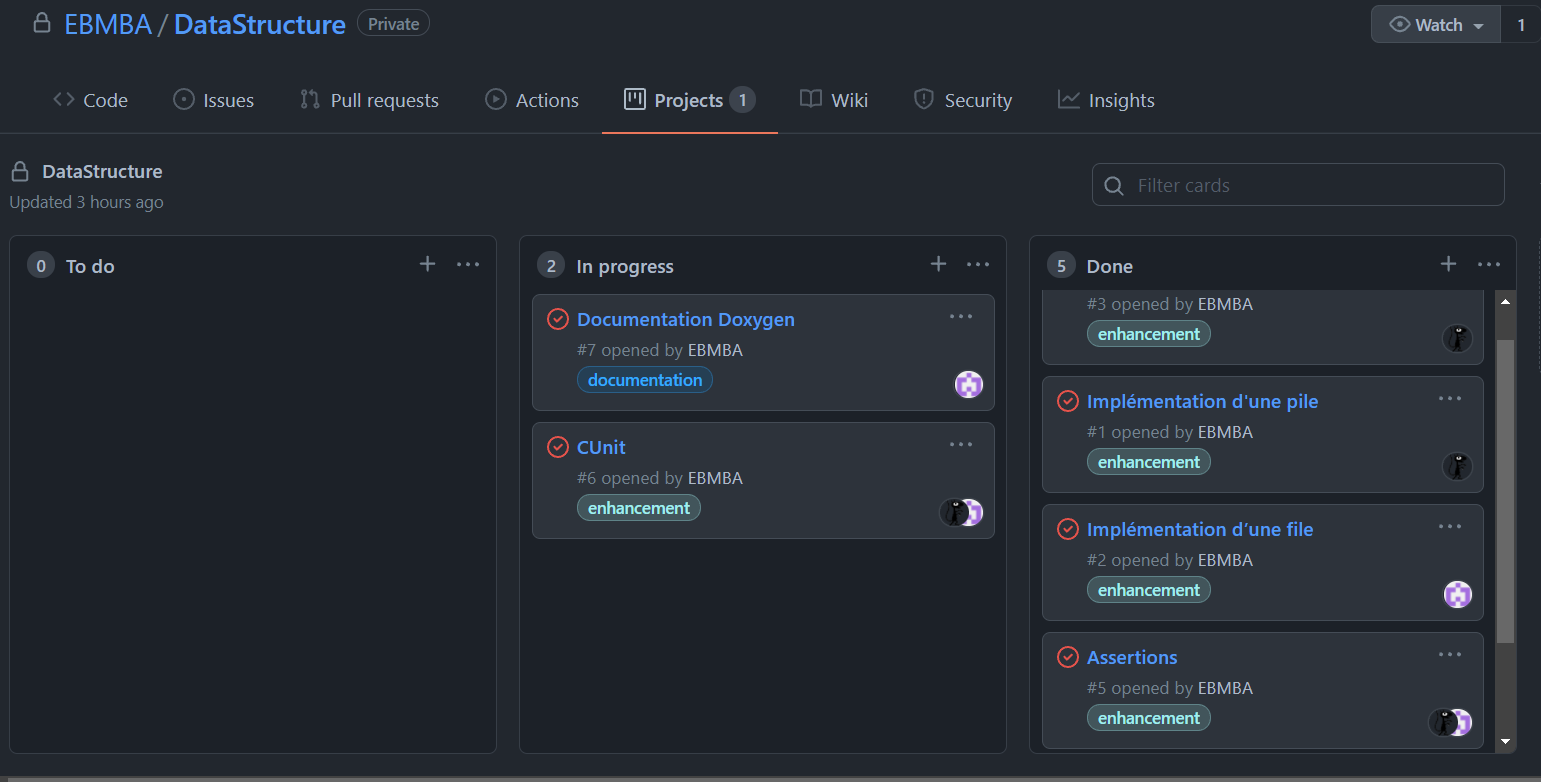 EBMBA / DataStructure Private
Watch 1
Code Issues Pull requests Actions Projects 1 Wiki Security Insights
DataStructure
Updated 3 hours ago
Filter cards
0 To do
2 In progress
Documentation Doxygen
#7 opened by EBMBA
documentation
CUnit
#6 opened by EBMBA
enhancement
5 Done
#3 opened by EBMBA
enhancement
Implémentation d'une pile
#1 opened by EBMBA
enhancement
Implémentation d’une file
#2 opened by EBMBA
enhancement
Assertions
#5 opened by EBMBA
enhancement